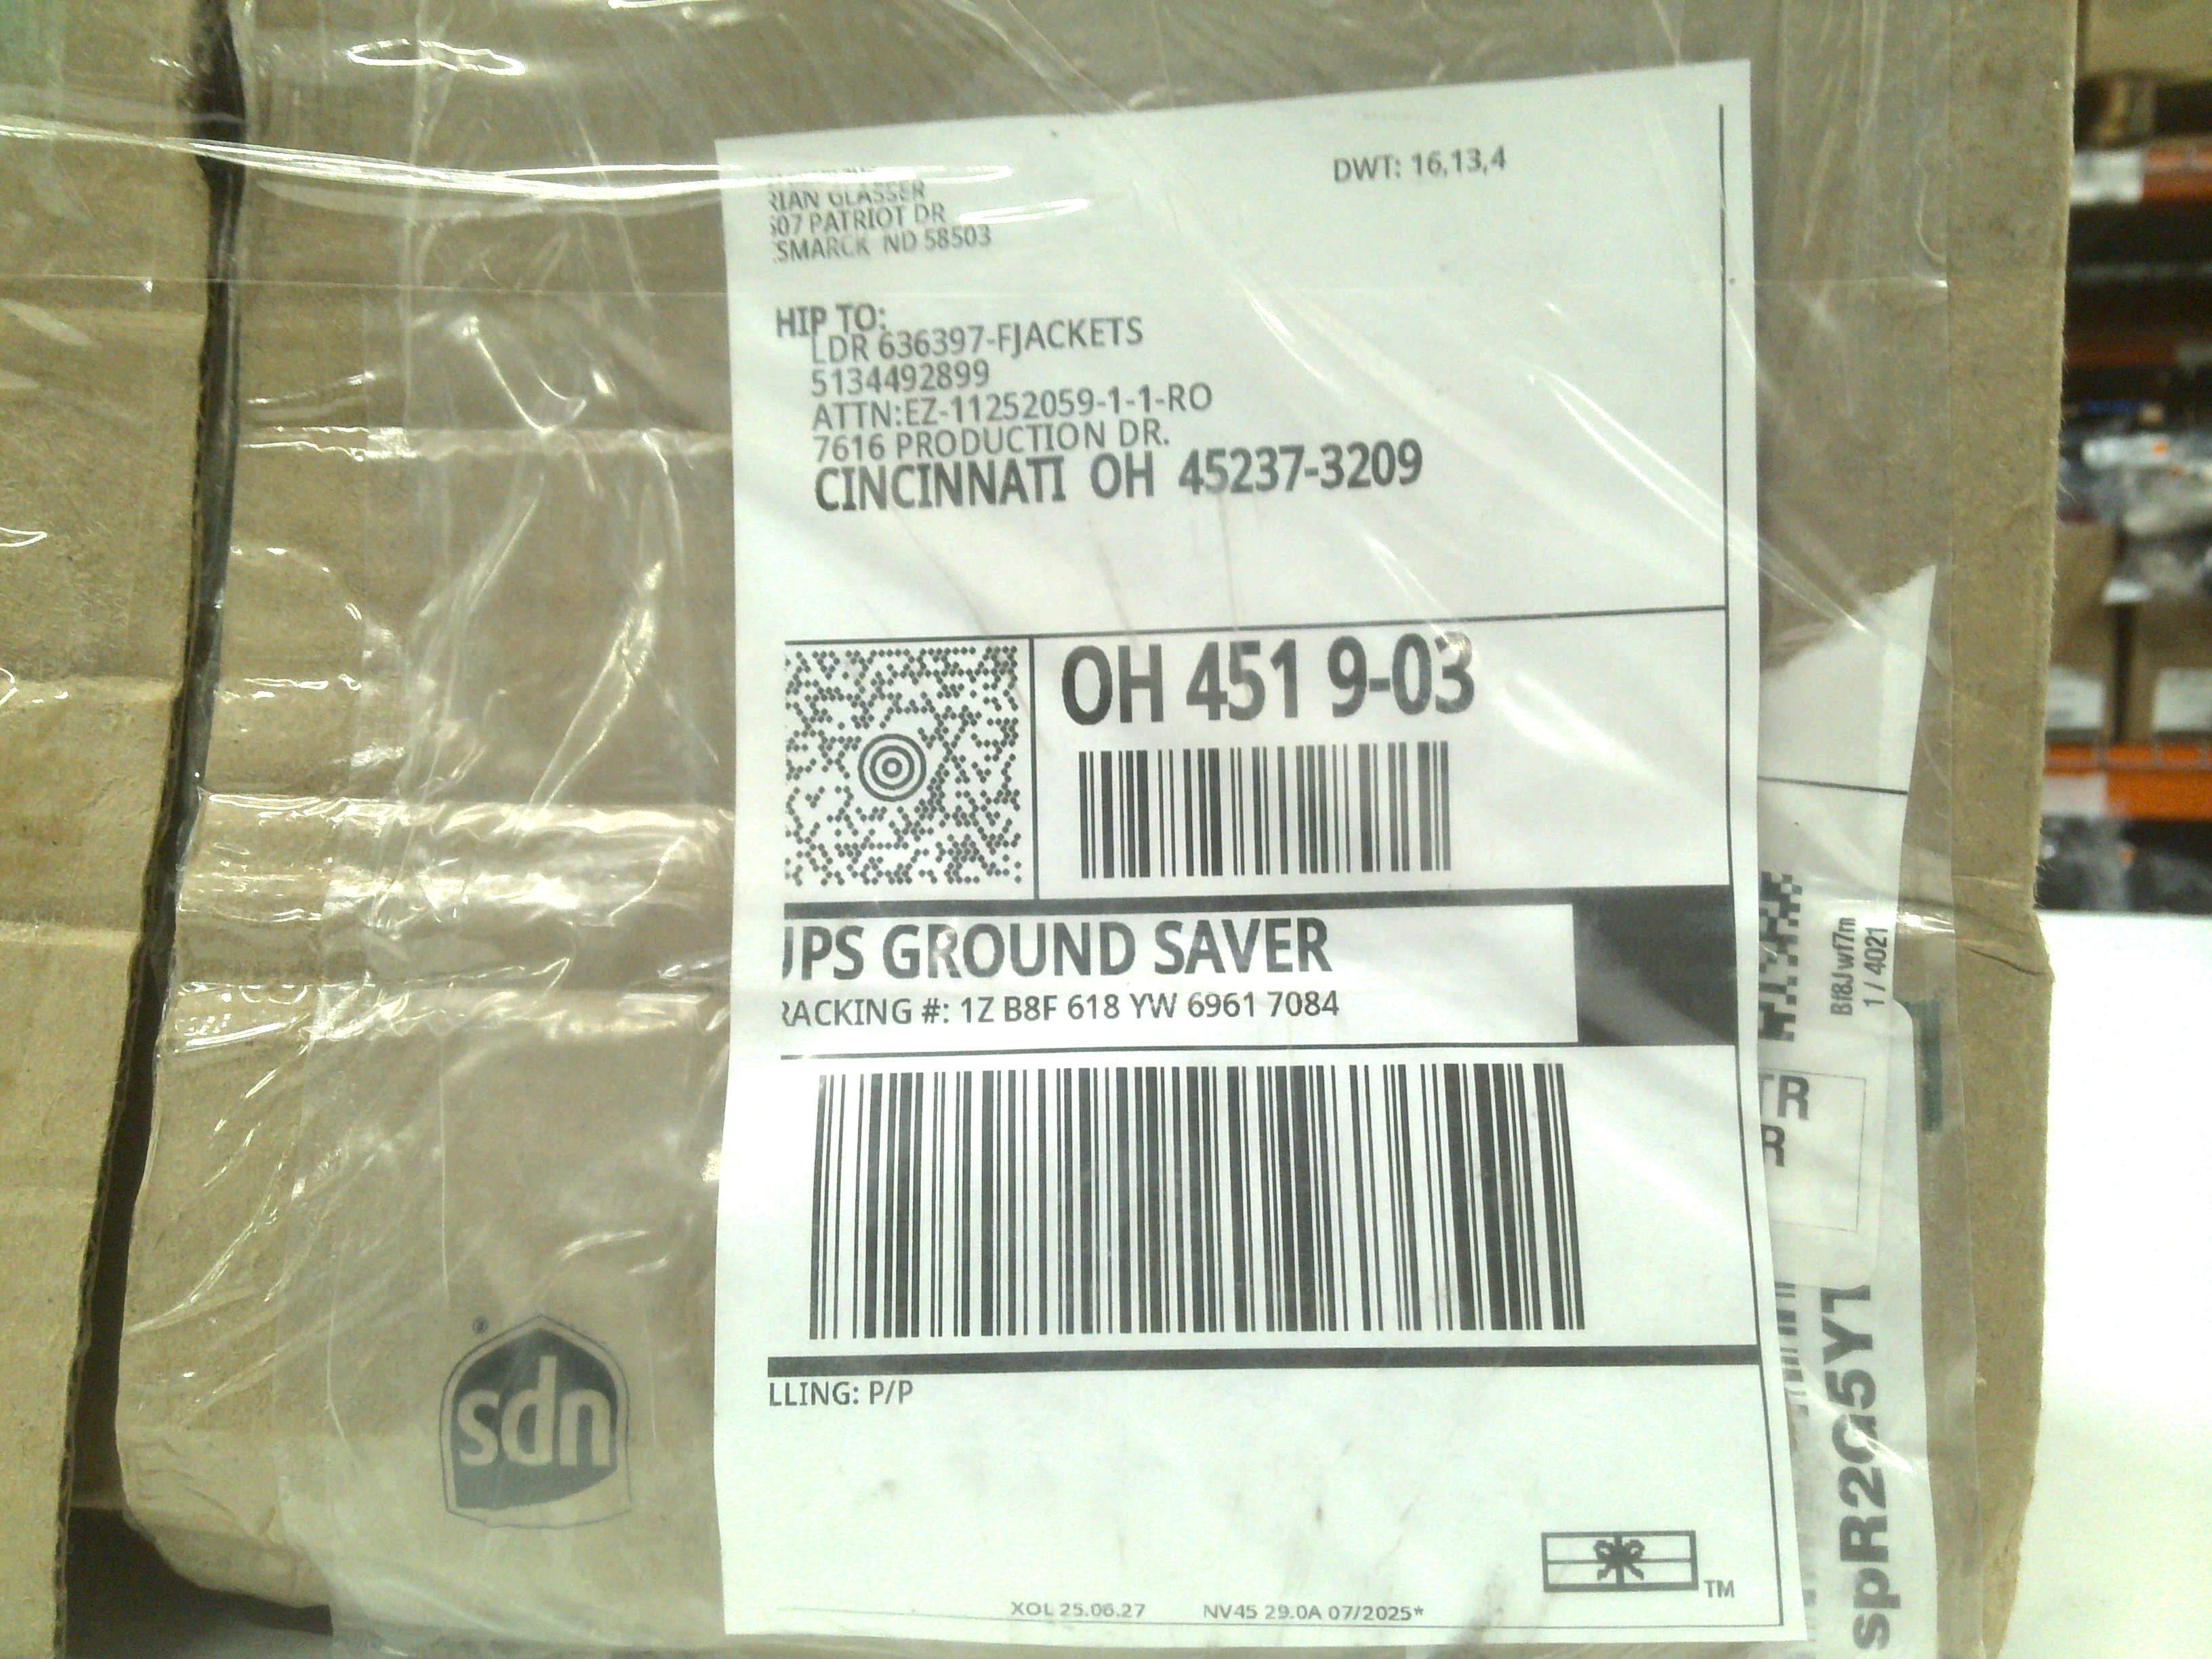 RIAN GLASSER
507 PATRIOT DR
SMARCK ND 58503
DWT: 16,13,4
HIP TO:
LDR 636397-FJACKETS
5134492899
ATTN:EZ-11252059-1-1-RO
7616 PRODUCTION DR.
CINCINNATI OH 45237-3209
OH 451 9-03
UPS GROUND SAVER
RACKING #: 1Z B8F 618 YW 6961 7084
LLING: P/P
XOL 25.06.27 NV45 29.0A 07/2025*
TM
sdn
®
Bf8Jwf7m
1 / 4021
TR
R
spR2G5Y1